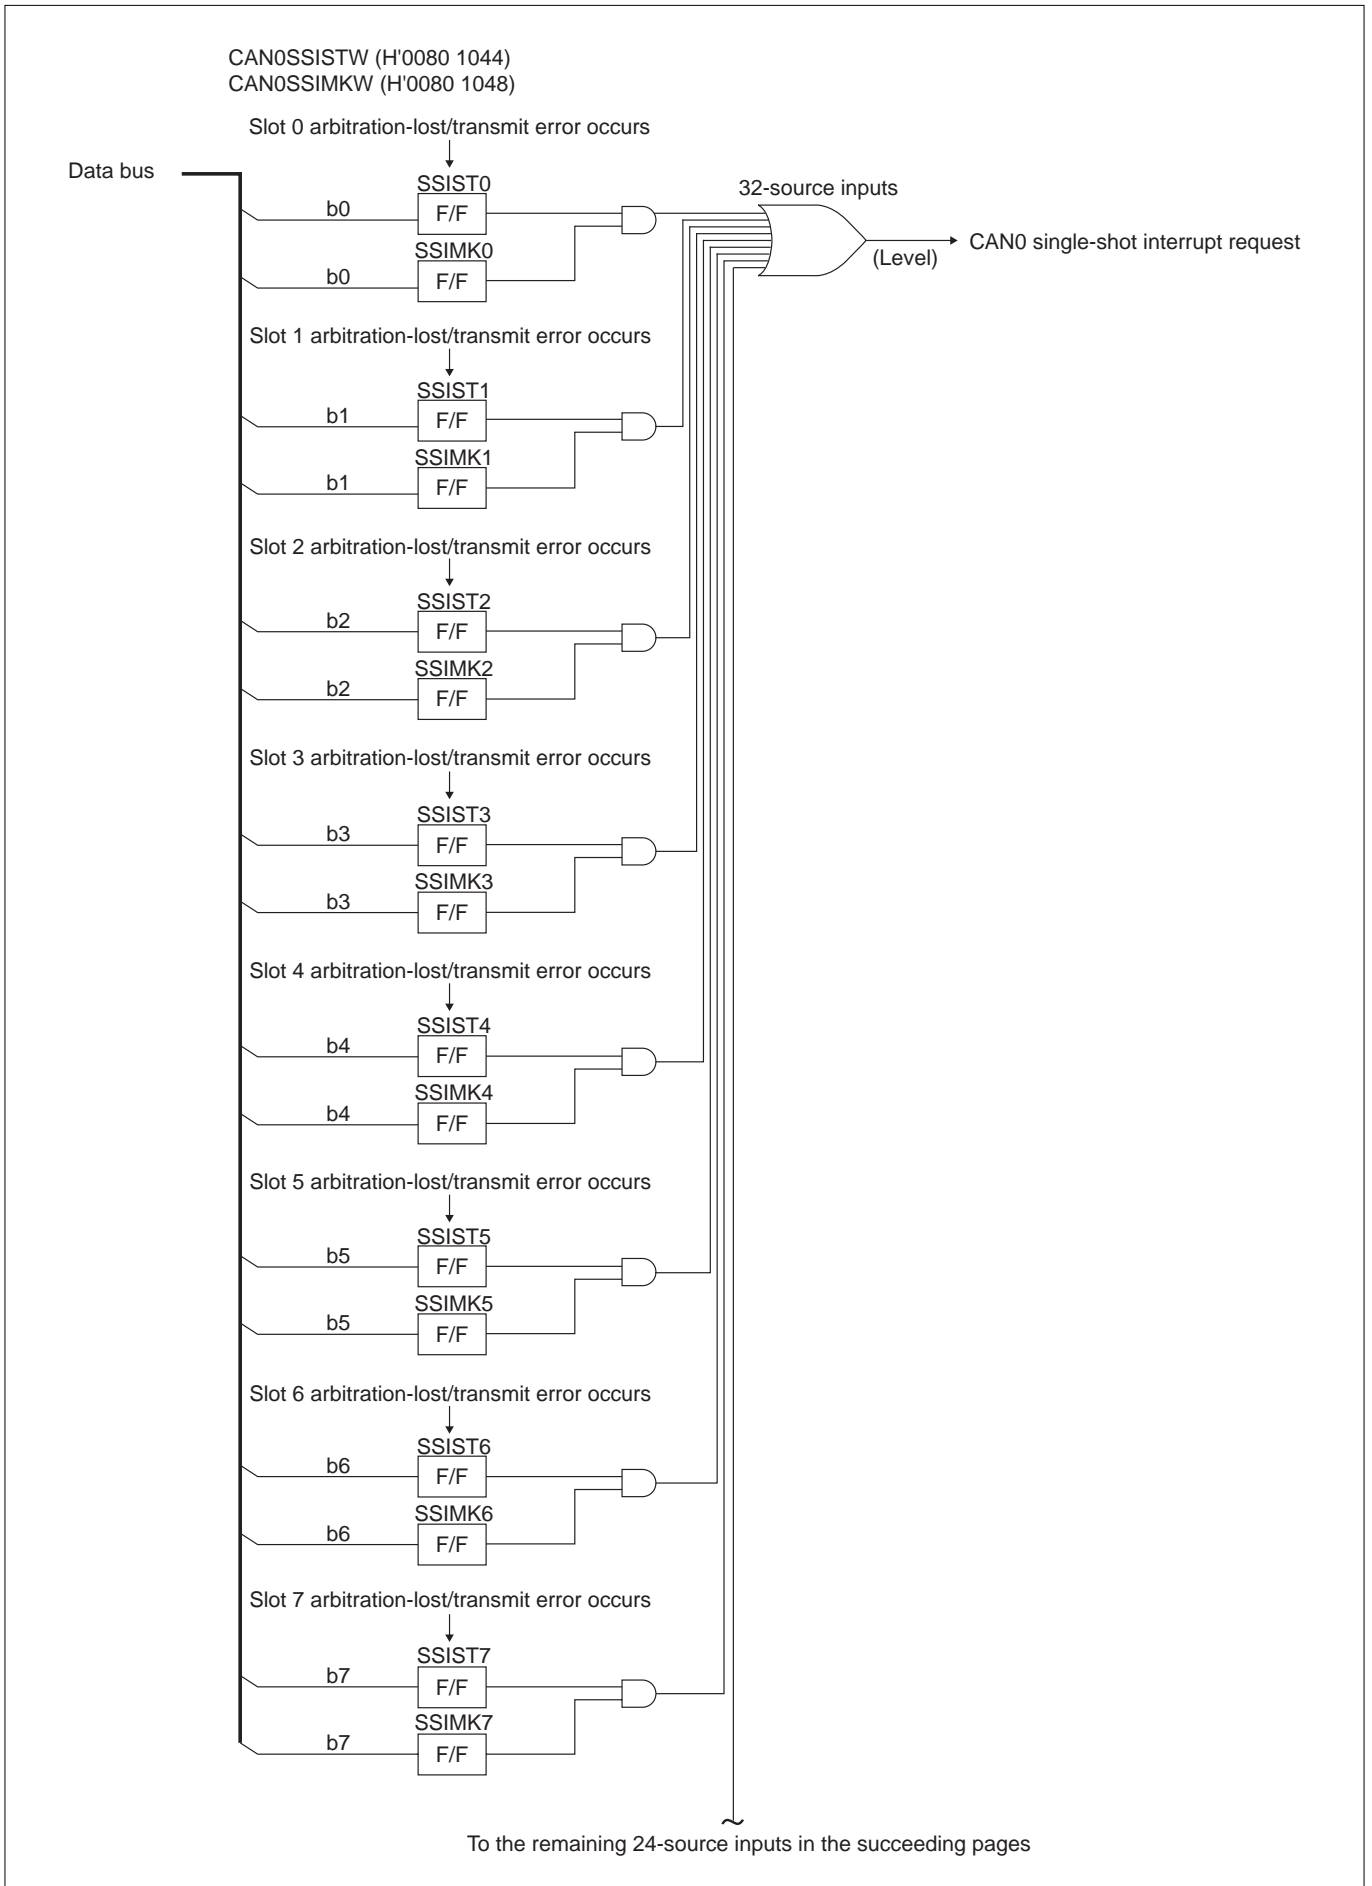 CAN0SSISTW (H'0080 1044)
CAN0SSIMKW (H'0080 1048)
Slot 0 arbitration-lost/transmit error occurs
Data bus
SSIST0
32-source inputs
b0
F/F
CAN0 single-shot interrupt request
(Level)
SSIMK0
b0
F/F
Slot 1 arbitration-lost/transmit error occurs
SSIST1
b1
F/F
SSIMK1
b1
F/F
Slot 2 arbitration-lost/transmit error occurs
SSIST2
b2
F/F
SSIMK2
b2
F/F
Slot 3 arbitration-lost/transmit error occurs
SSIST3
b3
F/F
SSIMK3
b3
F/F
Slot 4 arbitration-lost/transmit error occurs
SSIST4
b4
F/F
SSIMK4
b4
F/F
Slot 5 arbitration-lost/transmit error occurs
SSIST5
b5
F/F
SSIMK5
b5
F/F
Slot 6 arbitration-lost/transmit error occurs
SSIST6
b6
F/F
SSIMK6
b6
F/F
Slot 7 arbitration-lost/transmit error occurs
SSIST7
b7
F/F
SSIMK7
b7
F/F
To the remaining 24-source inputs in the succeeding pages